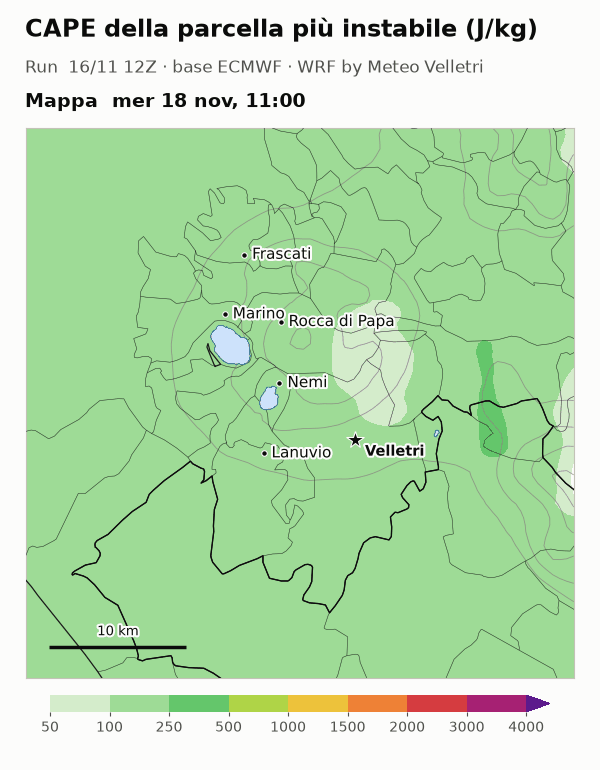 CAPE della parcella più instabile (J/kg)
Run  16/11 12Z · base ECMWF · WRF by Meteo Velletri
Mappa  mer 18 nov, 11:00
Frascati
Marino
Rocca di Papa
Nemi
Velletri
Lanuvio
10 km
50 100 250 500 1000 1500 2000 3000 4000